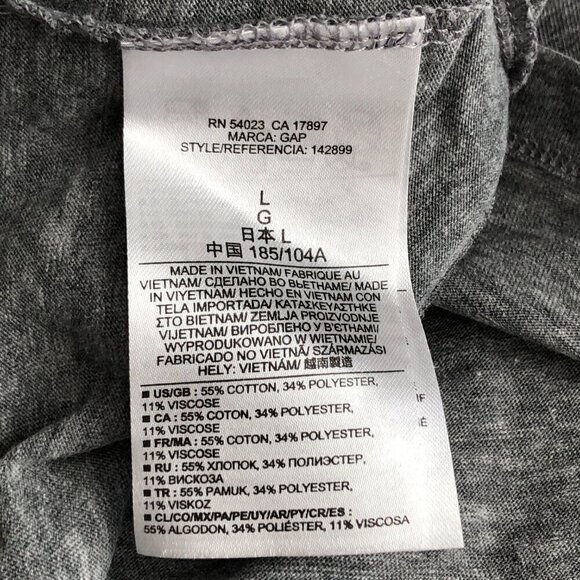 RN 54023 CA 17897
MARCA: GAP
STYLE/REFERENCIA: 142899
L
G
日本 L
中国 185/104A
MADE IN VIETNAM/ FABRIQUE AU
VIETNAM/ СДЕЛАНО ВО ВЬЕТНАМЕ/ MADE
IN VIYETNAM/ HECHO EN VIETNAM CON
TELA IMPORTADA/ ΚΑΤΑΣΚΕΥΑΣΤΗΚΕ
ΣΤΟ ΒΙΕΤΝΑΜ/ ZEMLJA PROIZVODNJE
VIJETNAM/ ВИРОБЛЕНО У В'ЄТНАМІ/
WYPRODUKOWANO W WIETNAMIE/
FABRICADO NO VIETNÃ/ SZÁRMAZÁSI
HELY: VIETNÁM/ 越南製造
■ US/GB : 55% COTTON, 34% POLYESTER,
11% VISCOSE
■ CA : 55% COTON, 34% POLYESTER,
11% VISCOSE
■ FR/MA : 55% COTON, 34% POLYESTER,
11% VISCOSE
■ RU : 55% ХЛОПОК, 34% ПОЛИЭСТЕР,
11% ВИСКОЗА
■ TR : 55% PAMUK, 34% POLYESTER,
11% VISKOZ
■ CL/CO/MX/PA/PE/UY/AR/PY/CR/ES :
55% ALGODON, 34% POLIÉSTER, 11% VISCOSA
IF
É